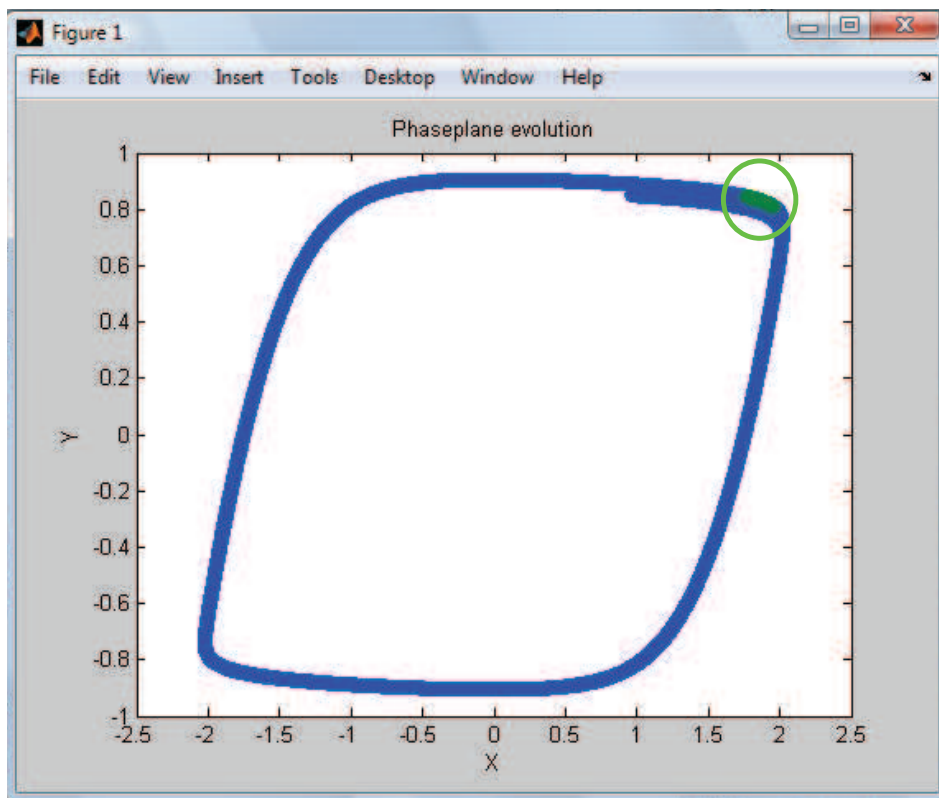 Figure 1
File Edit View Insert Tools Desktop Window Help
Phaseplane evolution
1
0.8
0.6
0.4
0.2
0
-0.2
-0.4
-0.6
-0.8
-1
Y
-2.5 -2 -1.5 -1 -0.5 0 0.5 1 1.5 2 2.5
X